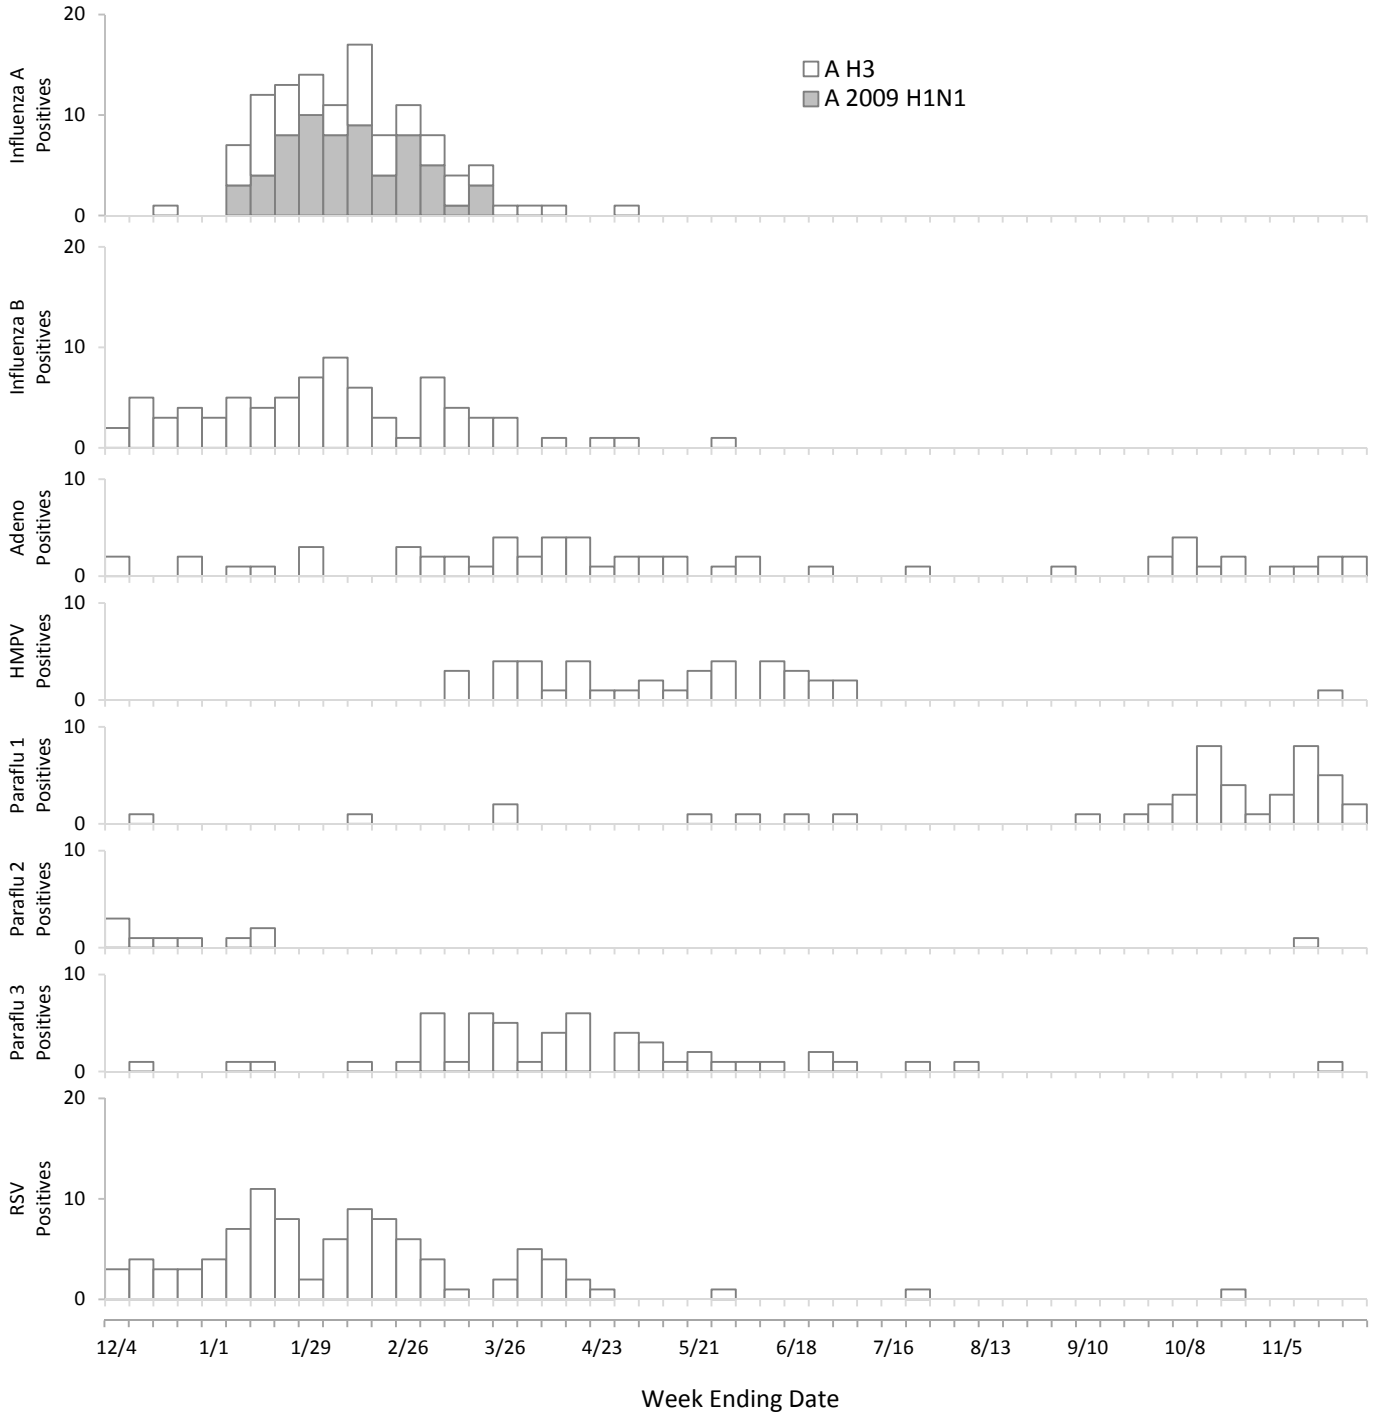 20
10
0
Influenza A
Positives
A H3
A 2009 H1N1
20
10
0
Influenza B
Positives
10
0
Adeno
Positives
10
0
HMPV
Positives
10
0
Paraflu 1
Positives
10
0
Paraflu 2
Positives
10
0
Paraflu 3
Positives
20
10
0
RSV
Positives
12/4 1/1 1/29 2/26 3/26 4/23 5/21 6/18 7/16 8/13 9/10 10/8 11/5
Week Ending Date